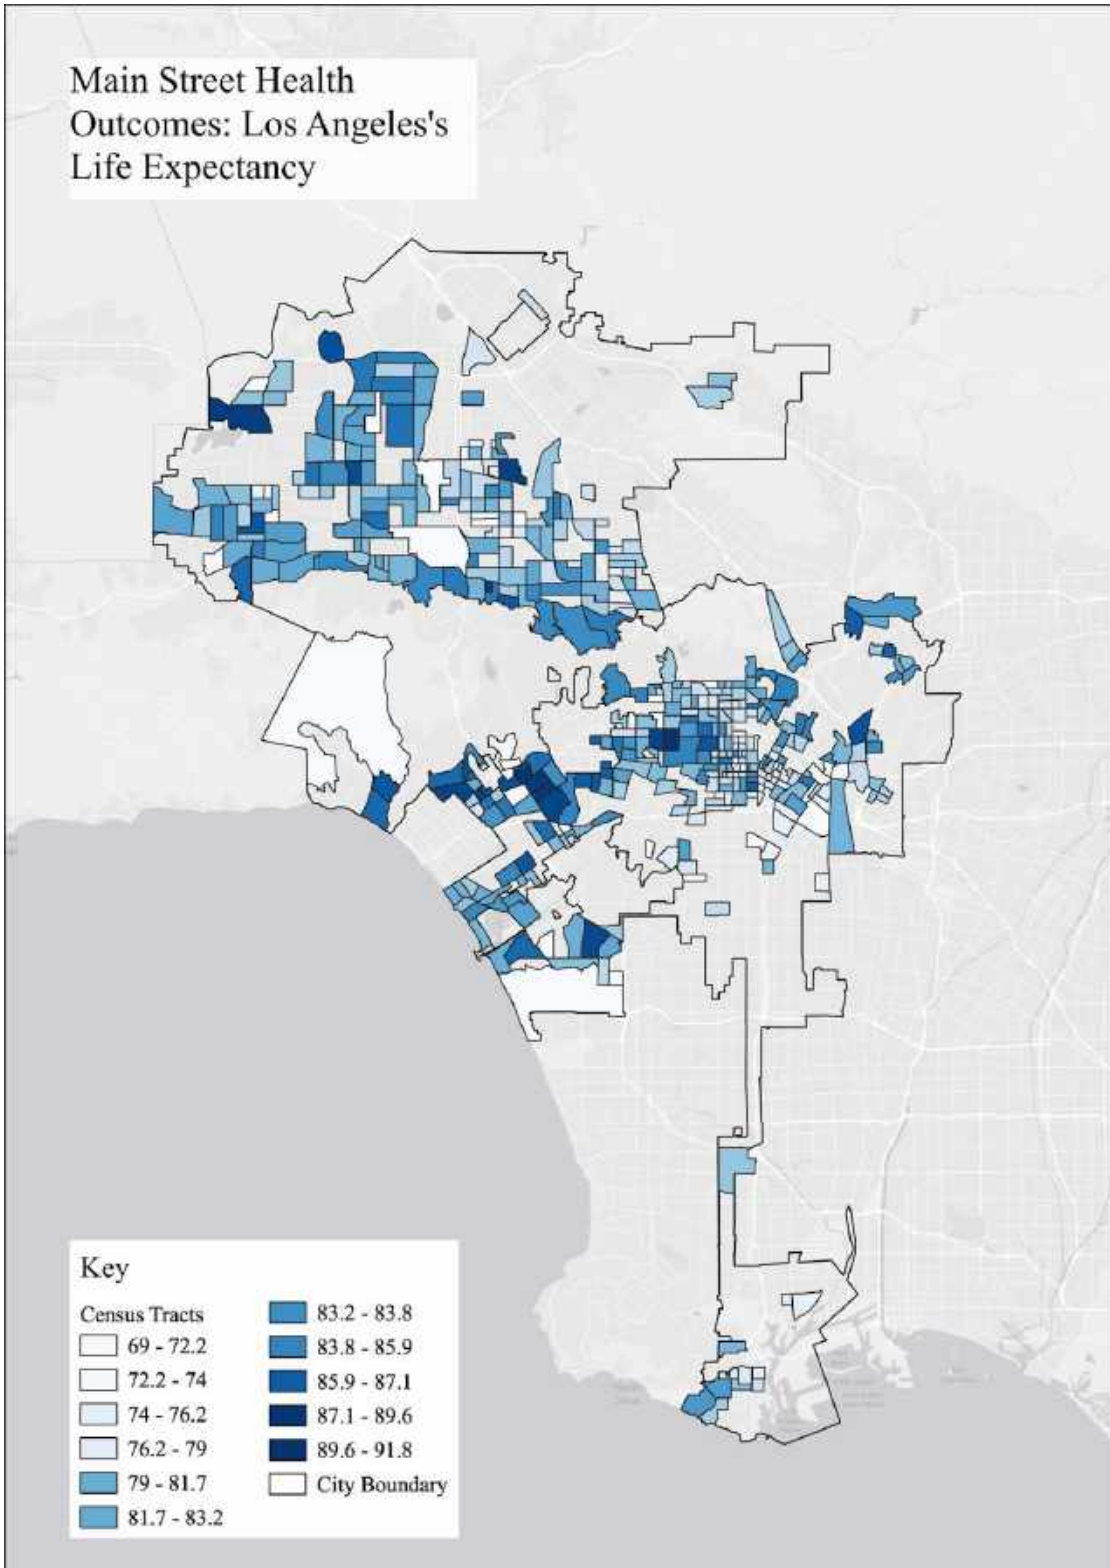 Main Street Health
Outcomes: Los Angeles's
Life Expectancy
Key
Census Tracts
69 - 72.2
72.2 - 74
74 - 76.2
76.2 - 79
79 - 81.7
81.7 - 83.2
83.2 - 83.8
83.8 - 85.9
85.9 - 87.1
87.1 - 89.6
89.6 - 91.8
City Boundary